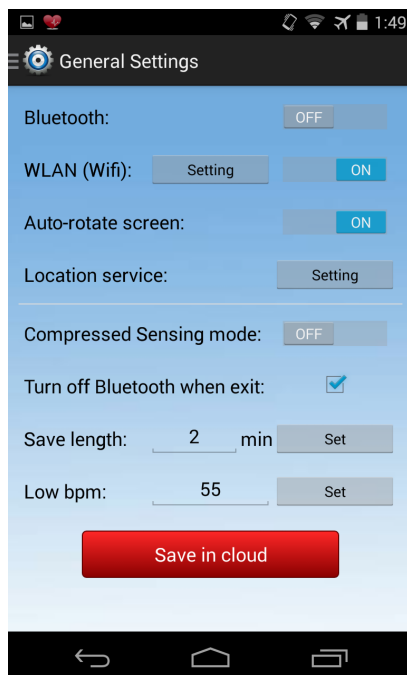 1:49
General Settings
Bluetooth: OFF
WLAN (Wifi): Setting ON
Auto-rotate screen: ON
Location service: Setting
Compressed Sensing mode: OFF
Turn off Bluetooth when exit:
Save length: 2 min Set
Low bpm: 55 Set
Save in cloud